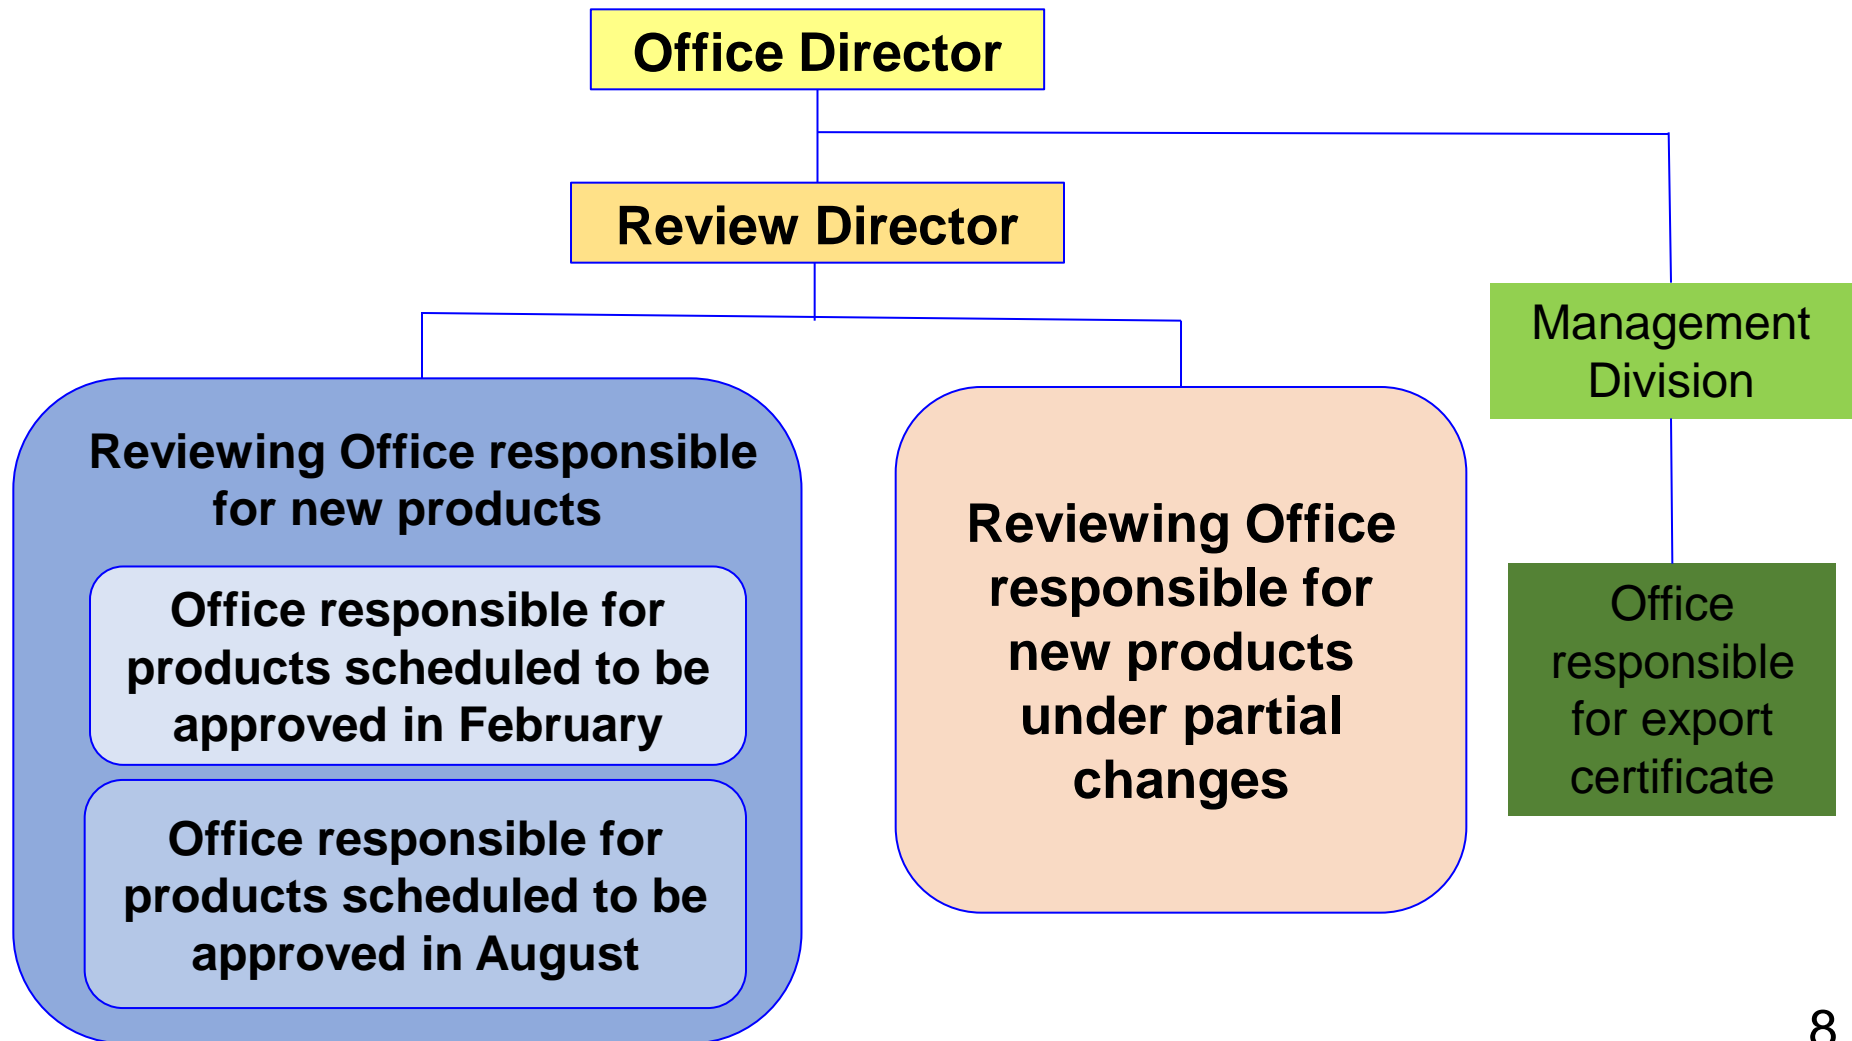 Office Director
Review Director
Management
Division
Reviewing Office responsible
for new products
Office responsible for
products scheduled to be
approved in February
Office responsible for
products scheduled to be
approved in August
Reviewing Office
responsible for
new products
under partial
changes
Office
responsible
for export
certificate
8